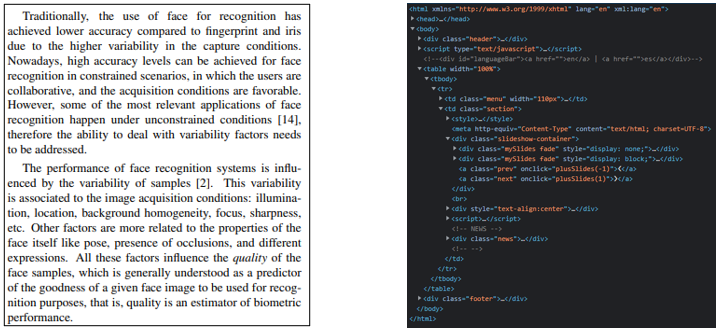 Traditionally, the use of face for recognition has
achieved lower accuracy compared to fingerprint and iris
due to the higher variability in the capture conditions.
Nowadays, high accuracy levels can be achieved for face
recognition in constrained scenarios, in which the users are
collaborative, and the acquisition conditions are favorable.
However, some of the most relevant applications of face
recognition happen under unconstrained conditions [14],
therefore the ability to deal with variability factors needs
to be addressed.
The performance of face recognition systems is influ-
enced by the variability of samples [2]. This variability
is associated to the image acquisition conditions: illumina-
tion, location, background homogeneity, focus, sharpness,
etc. Other factors are more related to the properties of the
face itself like pose, presence of occlusions, and different
expressions. All these factors influence the quality of the
face samples, which is generally understood as a predictor
of the goodness of a given face image to be used for recog-
nition purposes, that is, quality is an estimator of biometric
performance.
<html xmlns="http://www.w3.org/1999/xhtml" lang="en" xml:lang="en">
<head>…</head>
<body>
<div class="header">…</div>
<script type="text/javascript">…</script>
<!--<div id="languageBar"><a href="">en</a> | <a href="">es</a></div>-->
<table width="100%">
<tbody>
<tr>
<td class="menu" width="110px">…</td>
<td class="section">
<style>…</style>
<meta http-equiv="Content-Type" content="text/html; charset=UTF-8">
<div class="slideshow-container">
<div class="mySlides fade" style="display: none;">…</div>
<div class="mySlides fade" style="display: block;">…</div>
<a class="prev" onclick="plusSlides(-1)">❮</a>
<a class="next" onclick="plusSlides(1)">❯</a>
</div>
<br>
<div style="text-align:center">…</div>
<script>…</script>
<!-- NEWS -->
<div class="news">…</div>
<!-- -->
</td>
</tr>
</tbody>
</table>
<div class="footer">…</div>
</body>
</html>